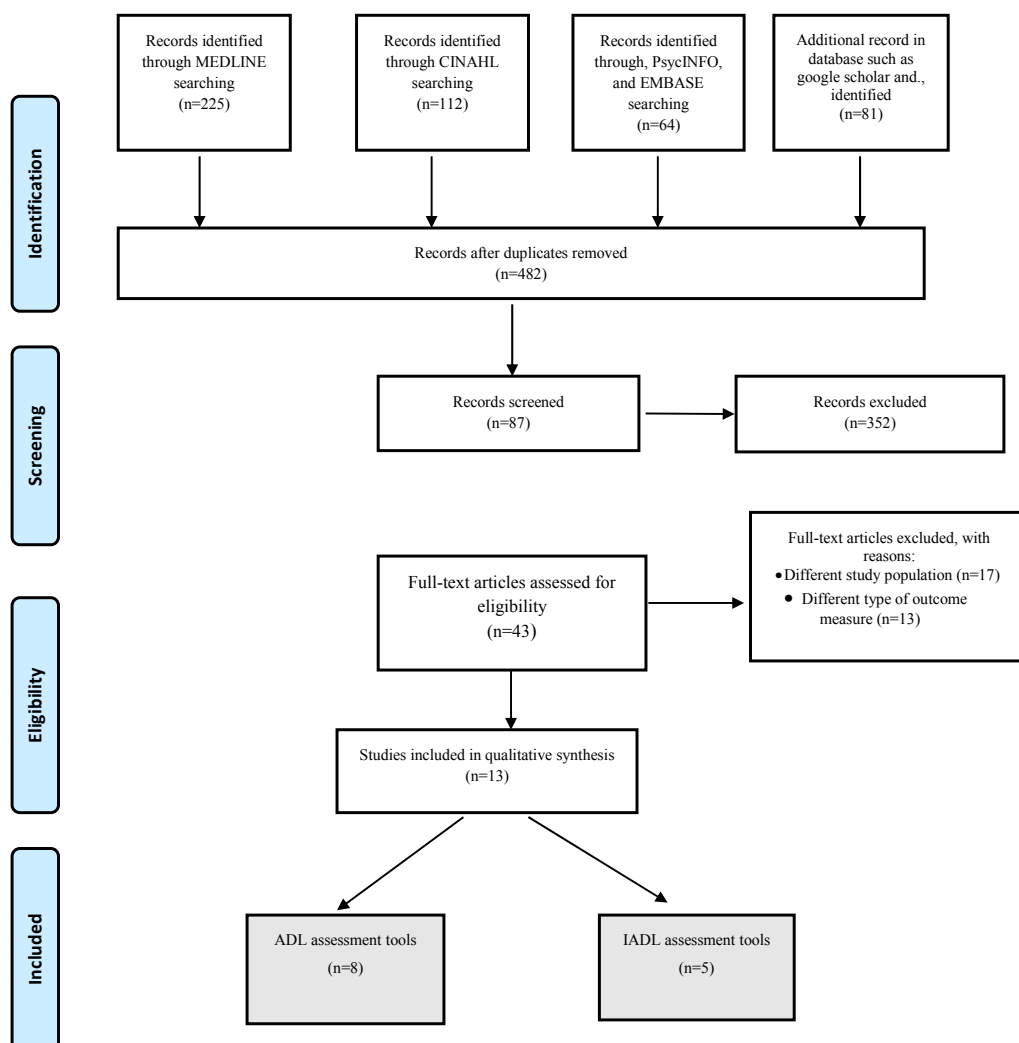 Records identified
through MEDLINE
searching
(n=225)
Records identified
through CINAHL
searching
(n=112)
Records identified
through, PsycINFO,
and EMBASE
searching
(n=64)
Additional record in
database such as
google scholar and.,
identified
(n=81)
Identification
Records after duplicates removed
(n=482)
Screening
Records screened
(n=87)
Records excluded
(n=352)
Eligibility
Full-text articles assessed for
eligibility
(n=43)
Full-text articles excluded, with
reasons:
•Different study population (n=17)
• Different type of outcome
measure (n=13)
Studies included in qualitative synthesis
(n=13)
Included
ADL assessment tools
(n=8)
IADL assessment tools
(n=5)